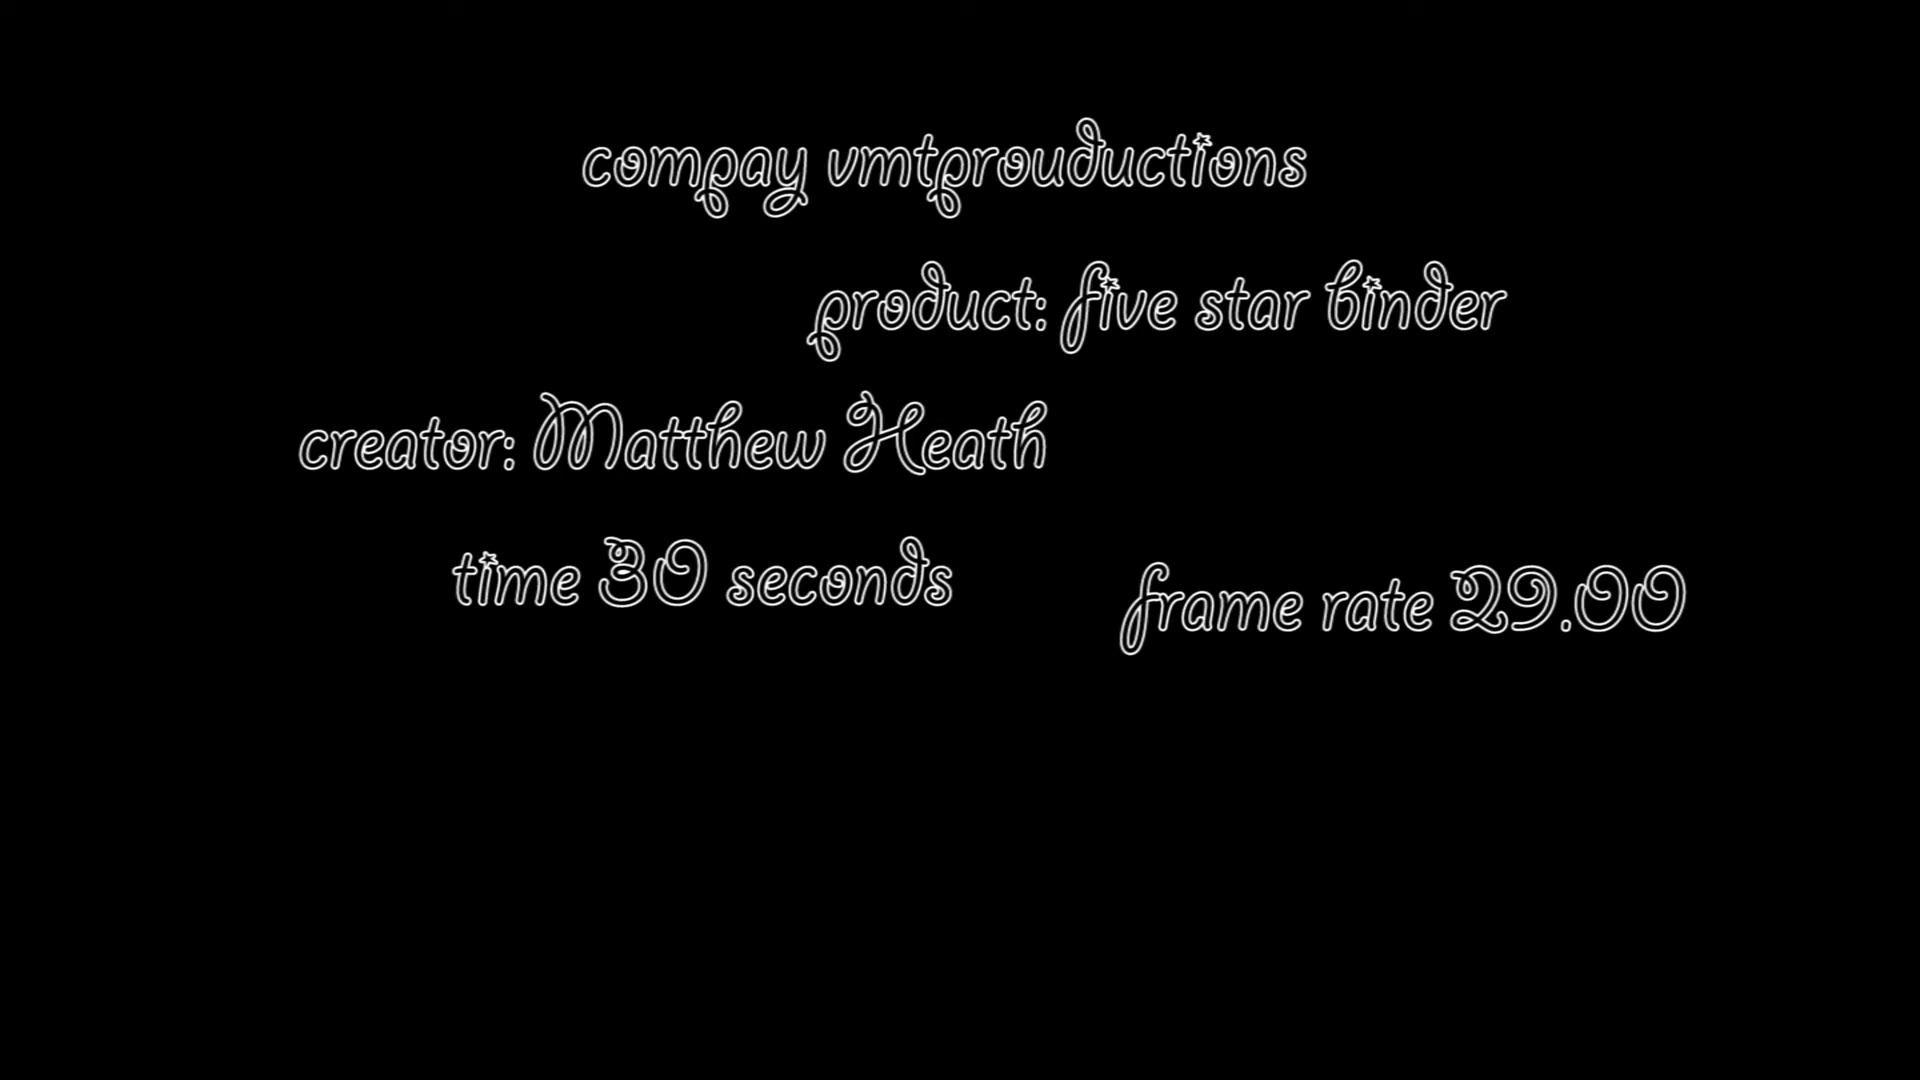 compay vmtprouductions
product: five star binder
creator: Matthew Heath
time 30 seconds
frame rate 29.00